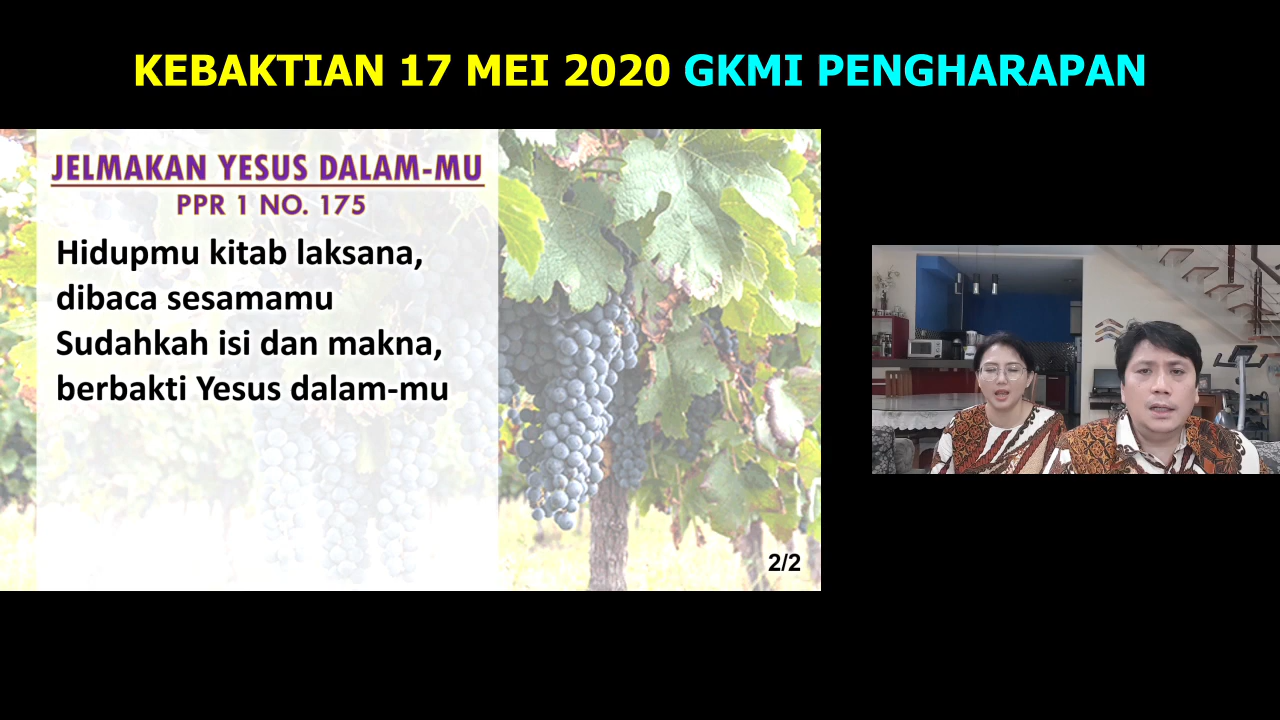 KEBAKTIAN 17 MEI 2020 GKMI PENGHARAPAN
JELMAKAN YESUS DALAM-MU
PPR 1 NO. 175
Hidupmu kitab laksana,
dibaca sesamamu
Sudahkah isi dan makna,
berbakti Yesus dalam-mu
2/2